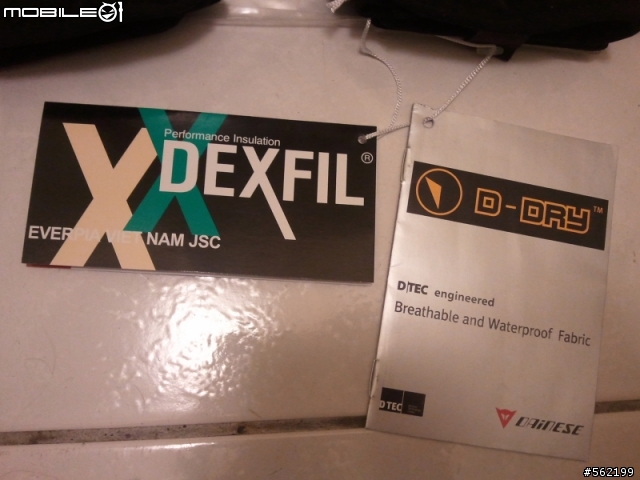 MOBILE01
Performance Insulation
DEXFIL®
EVERPIA VIET NAM JSC
D-DRY™
D|TEC engineered
Breathable and Waterproof Fabric
D TEC
DAINESE
#562199